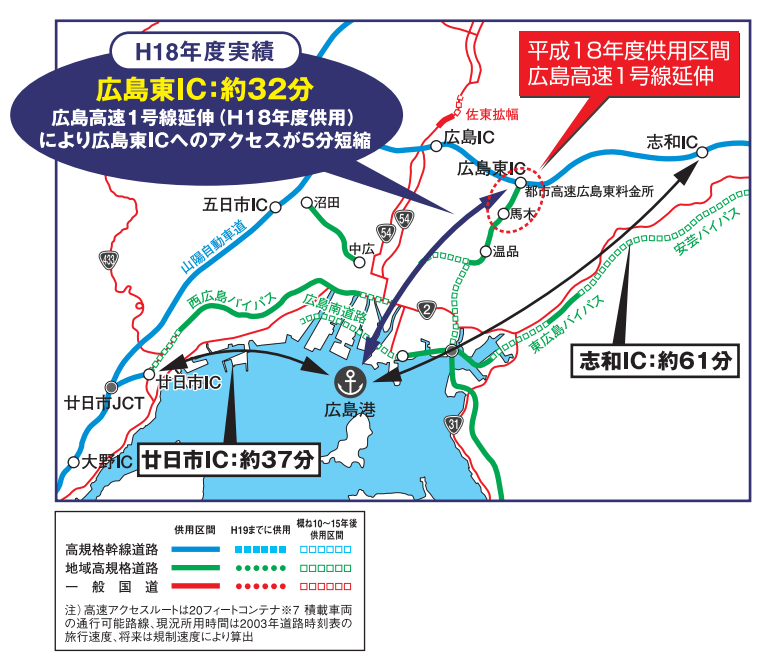 H18年度実績
広島東IC：約32分
広島高速1号線延伸（H18年度供用）
により広島東ICへのアクセスが5分短縮
平成18年度供用区間
広島高速1号線延伸
佐東拡幅
広島IC
志和IC
広島東IC
都市高速広島東料金所
五日市IC
沼田
馬木
54
54
中広
温品
安芸バイパス
山陽自動車道
433
西広島バイパス
広島南道路
2
東広島バイパス
志和IC：約61分
廿日市IC
廿日市JCT
広島港
31
大野IC
廿日市IC：約37分
供用区間
H19までに供用
概ね10〜15年後
供用区間
高規格幹線道路
地域高規格道路
一般国道
注）高速アクセスルートは20フィートコンテナ※7 積載車両
の通行可能路線、現況所用時間は2003年道路時刻表の
旅行速度、将来は規制速度により算出